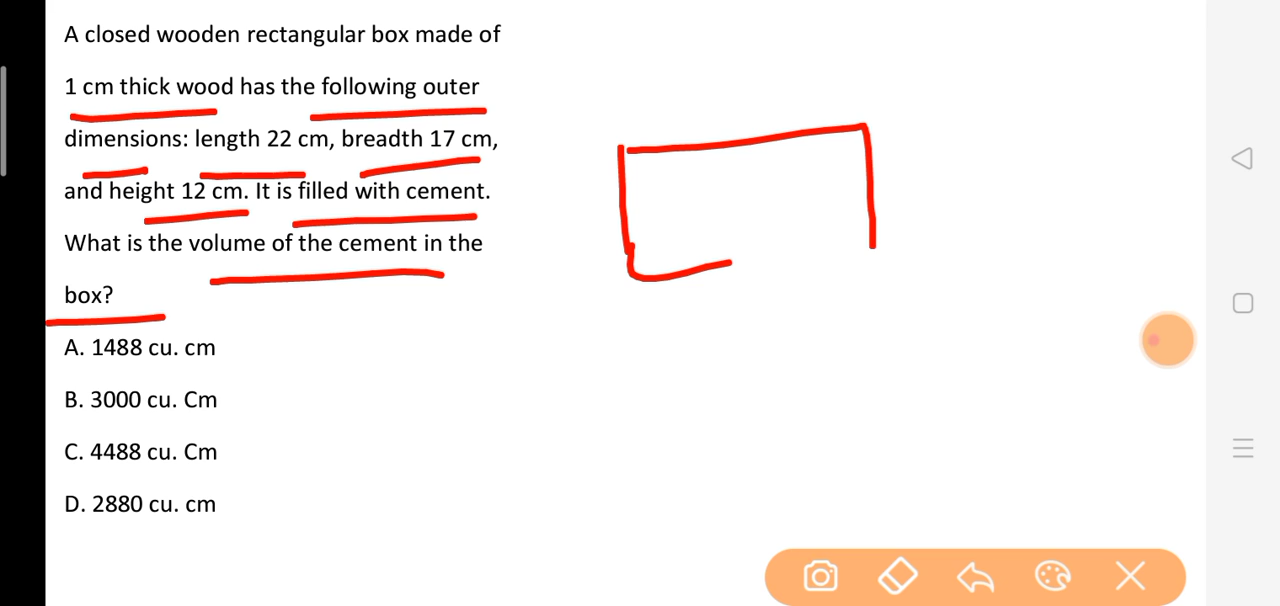 A closed wooden rectangular box made of
1 cm thick wood has the following outer
dimensions: length 22 cm, breadth 17 cm,
and height 12 cm. It is filled with cement.
What is the volume of the cement in the
box?
A. 1488 cu. cm
B. 3000 cu. Cm
C. 4488 cu. Cm
D. 2880 cu. cm